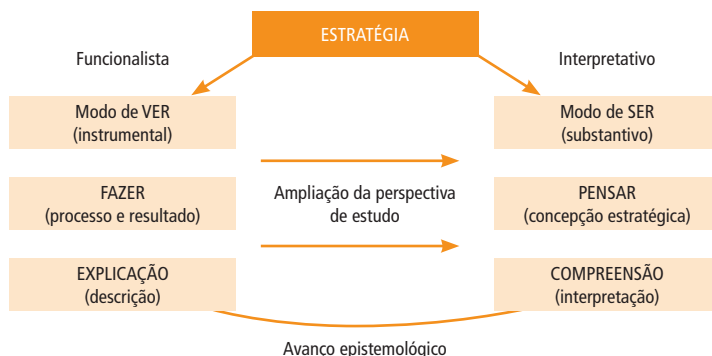 ESTRATÉGIA
Funcionalista
Interpretativo
Modo de VER
(instrumental)
Modo de SER
(substantivo)
FAZER
(processo e resultado)
Ampliação da perspectiva
de estudo
PENSAR
(concepção estratégica)
EXPLICAÇÃO
(descrição)
COMPREENSÃO
(interpretação)
Avanço epistemológico